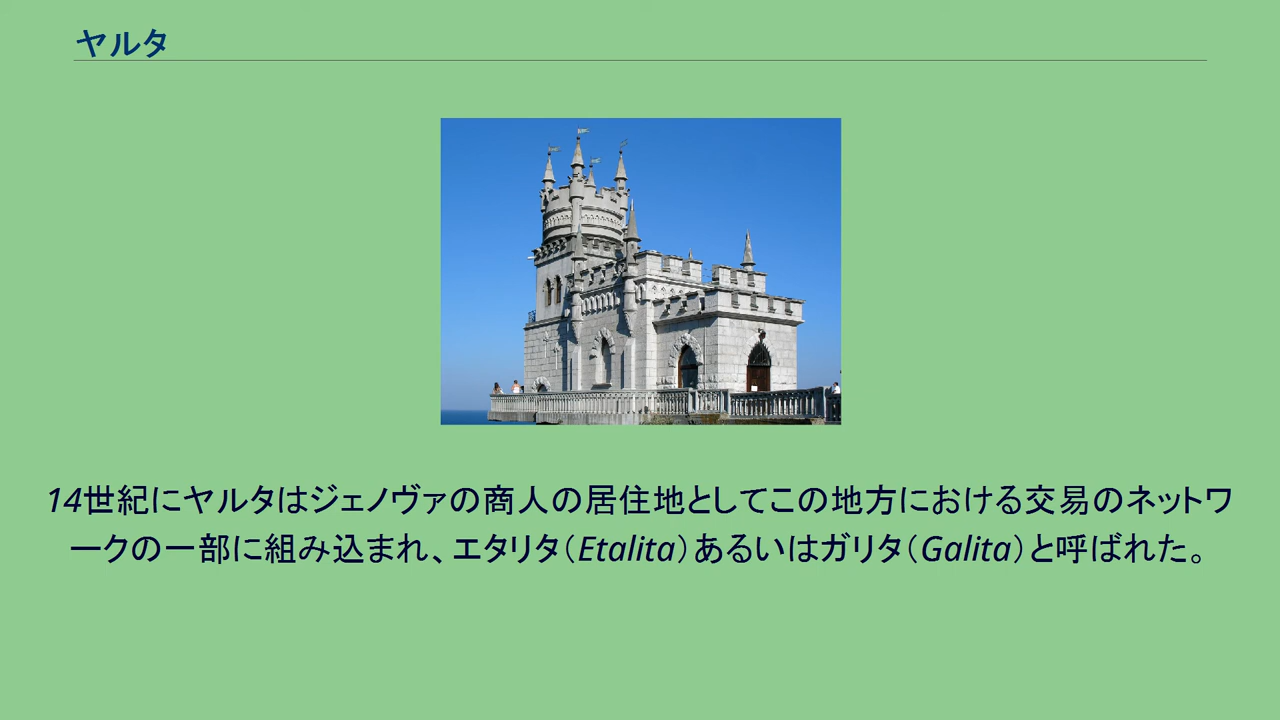 ヤルタ
14世紀にヤルタはジェノヴァの商人の居住地としてこの地方における交易のネットワ
ークの一部に組み込まれ、エタリタ（Etalita）あるいはガリタ（Galita）と呼ばれた。